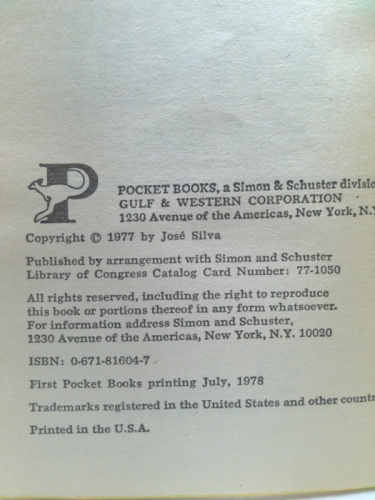 P
POCKET BOOKS, a Simon & Schuster
GULF & WESTERN CORPORATION
1230 Avenue of the Americas, New York, N.Y.
Copyright © 1977 by José Silva
Published by arrangement with Simon and Schuster
Library of Congress Catalog Card Number: 77-1050
All rights reserved, including the right to reproduce
this book or portions thereof in any form whatsoever.
For information address Simon and Schuster,
1230 Avenue of the Americas, New York, N.Y. 10020
ISBN: 0-671-81604-7
First Pocket Books printing July, 1978
Trademarks registered in the United States and other
Printed in the U.S.A.